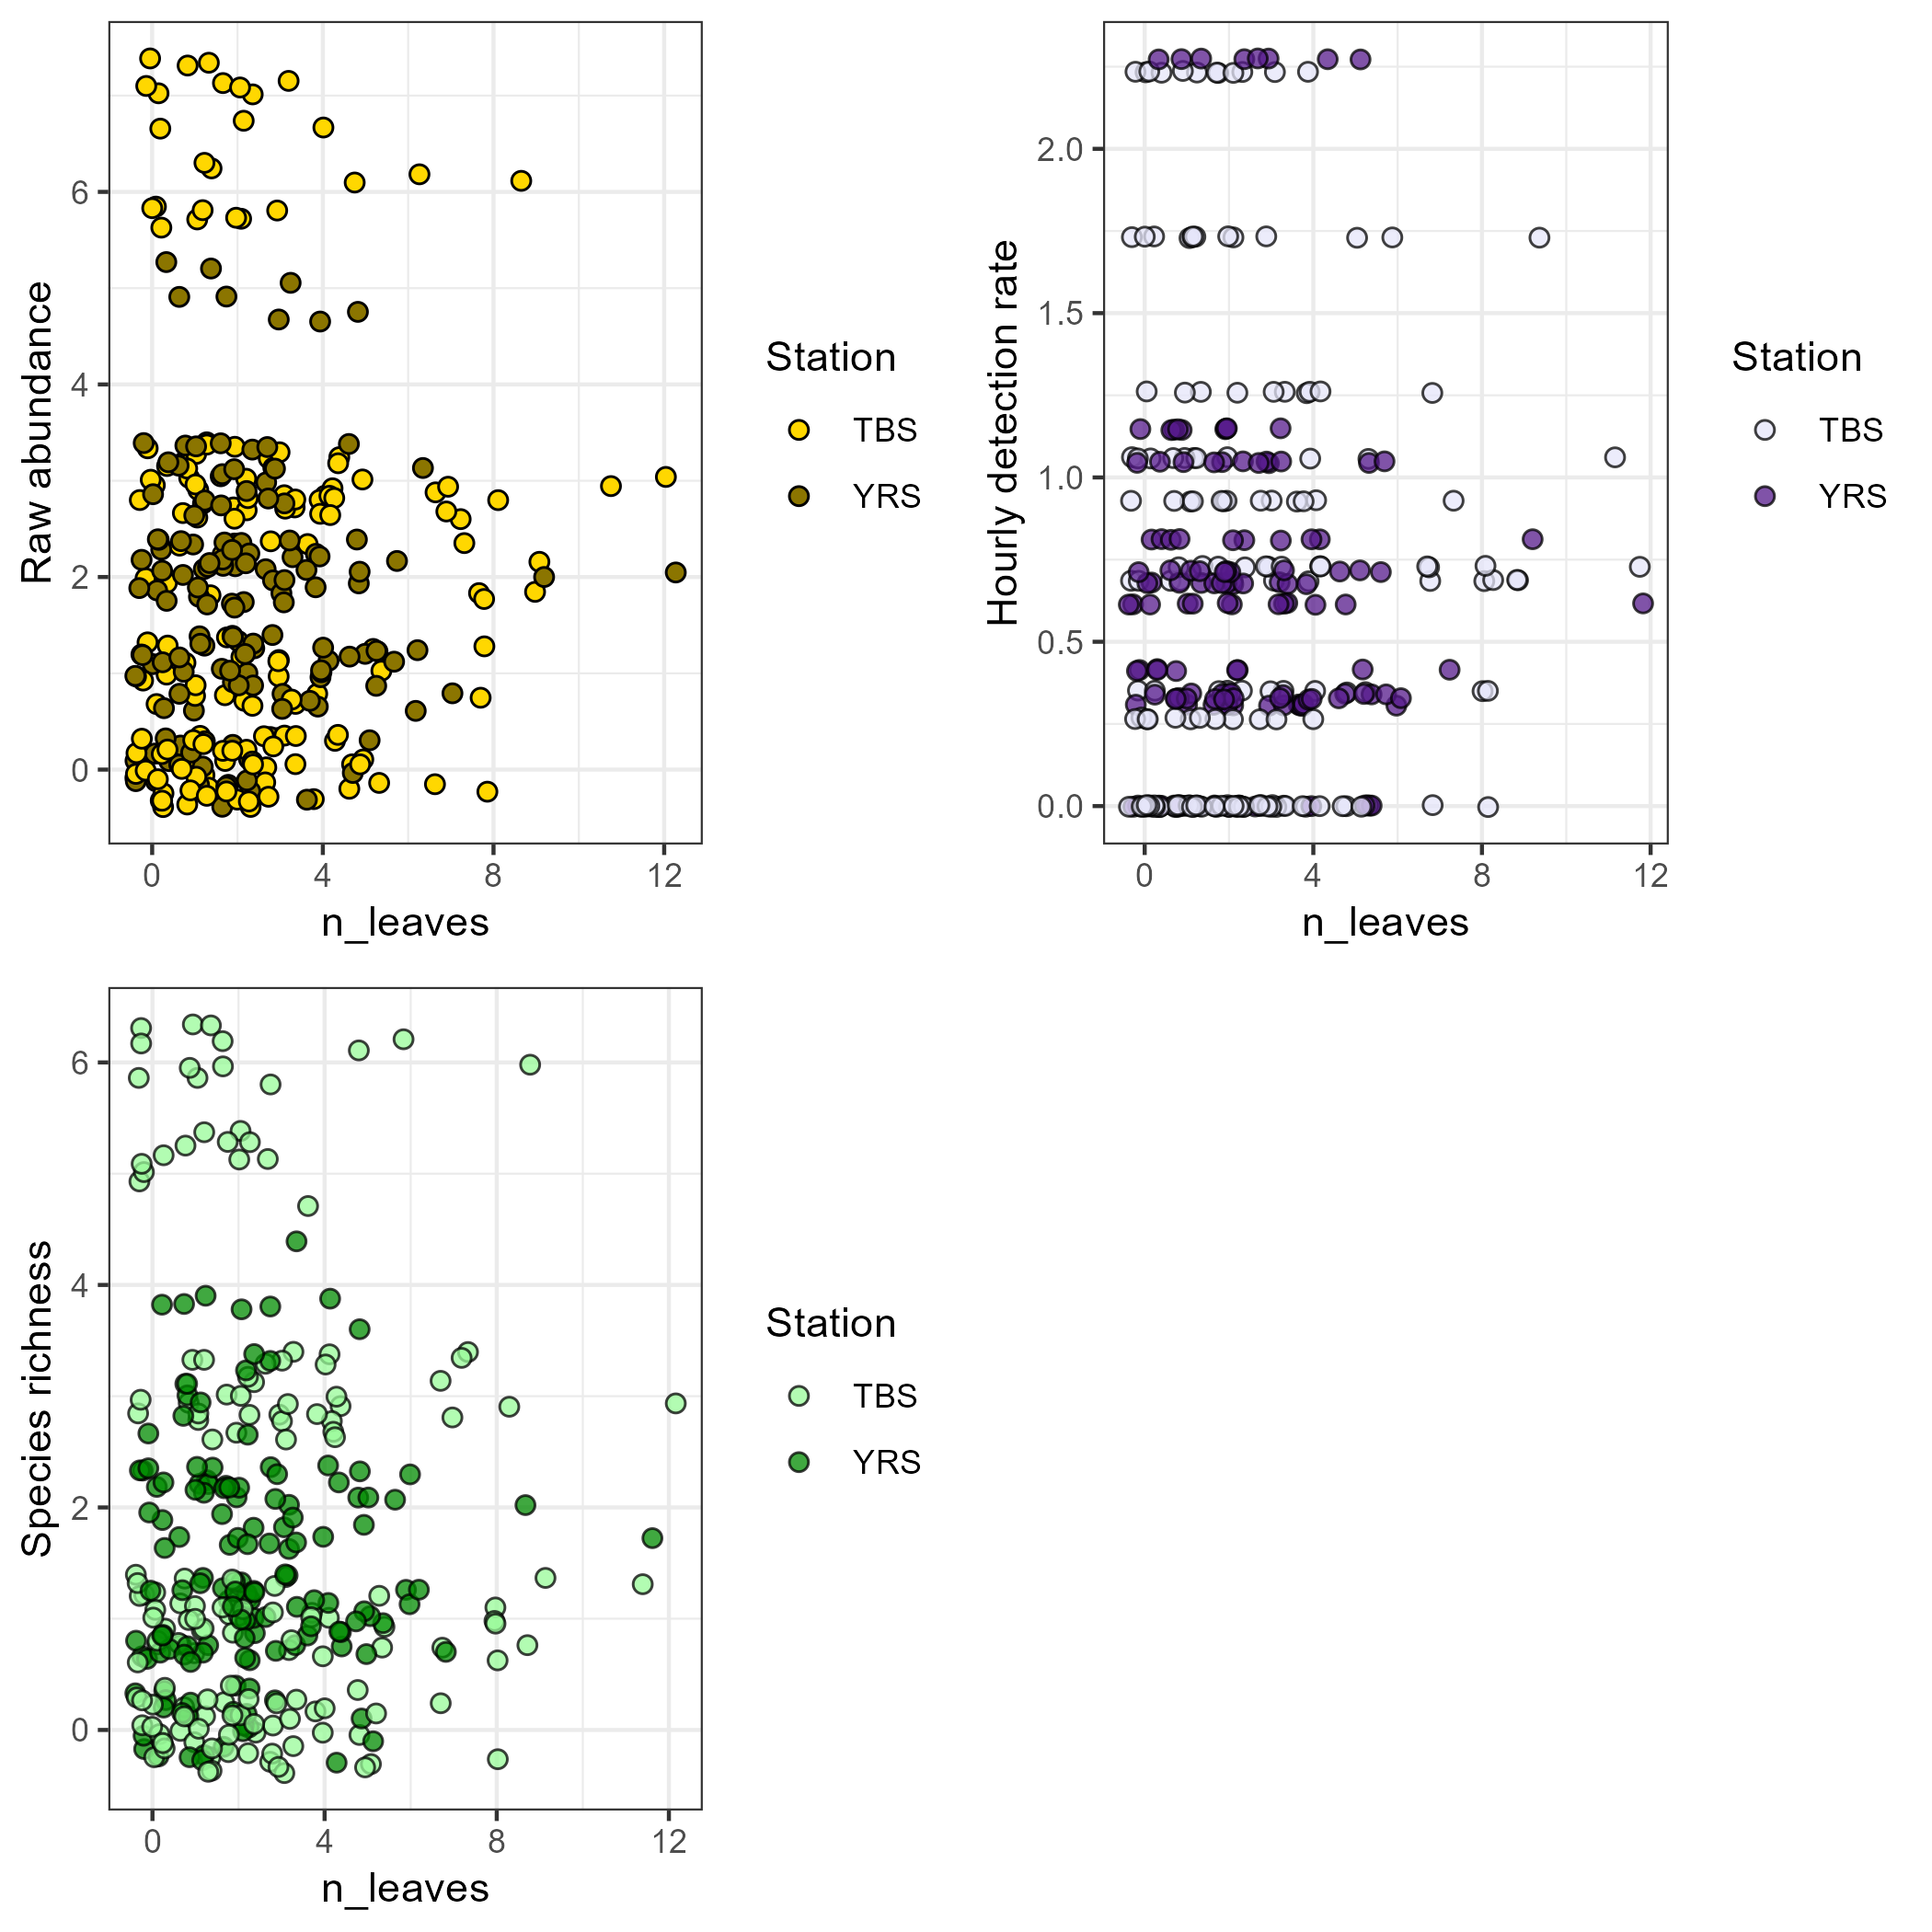 Raw abundance
6
4
2
0
0 4 8 12
n_leaves
Station
TBS
YRS
Hourly detection rate
2.0
1.5
1.0
0.5
0.0
0 4 8 12
n_leaves
Station
TBS
YRS
Species richness
6
4
2
0
0 4 8 12
n_leaves
Station
TBS
YRS